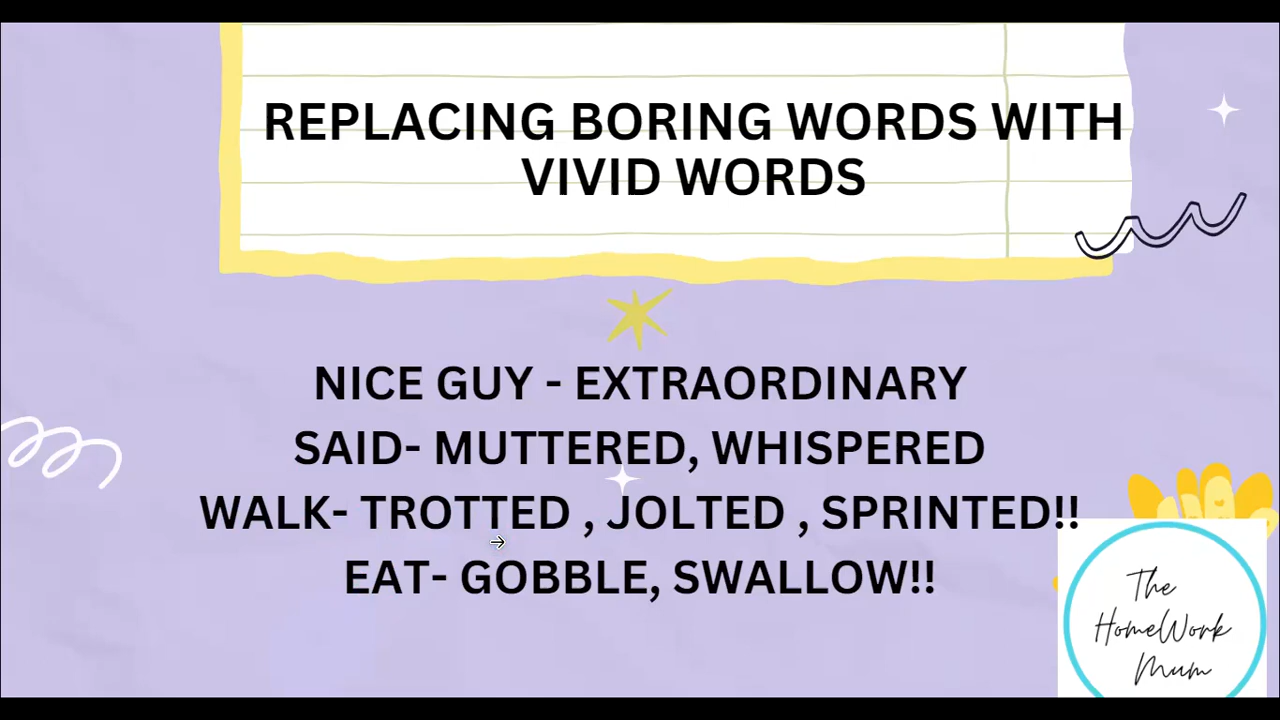 REPLACING BORING WORDS WITH
VIVID WORDS
NICE GUY - EXTRAORDINARY
SAID- MUTTERED, WHISPERED
WALK- TROTTED , JOLTED , SPRINTED!!
EAT- GOBBLE, SWALLOW!!
The
HomeWork
Mum